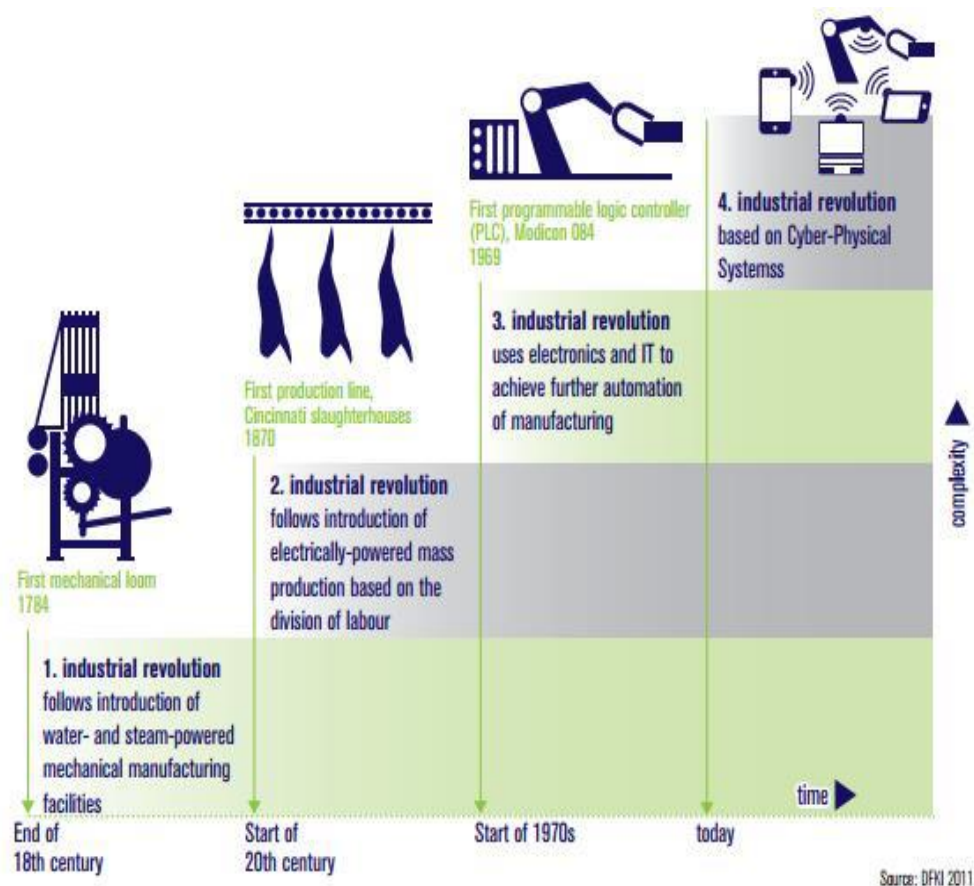 First programmable logic controller
(PLC), Modicon 084
1969
4. industrial revolution
based on Cyber-Physical
Systemss
3. industrial revolution
uses electronics and IT to
achieve further automation
of manufacturing
First production line,
Cincinnati slaughterhouses
1870
2. industrial revolution
follows introduction of
electrically-powered mass
production based on the
division of labour
First mechanical loom
1784
1. industrial revolution
follows introduction of
water- and steam-powered
mechanical manufacturing
facilities
complexity
time
End of
18th century
Start of
20th century
Start of 1970s
today
Source: DFKI 2011